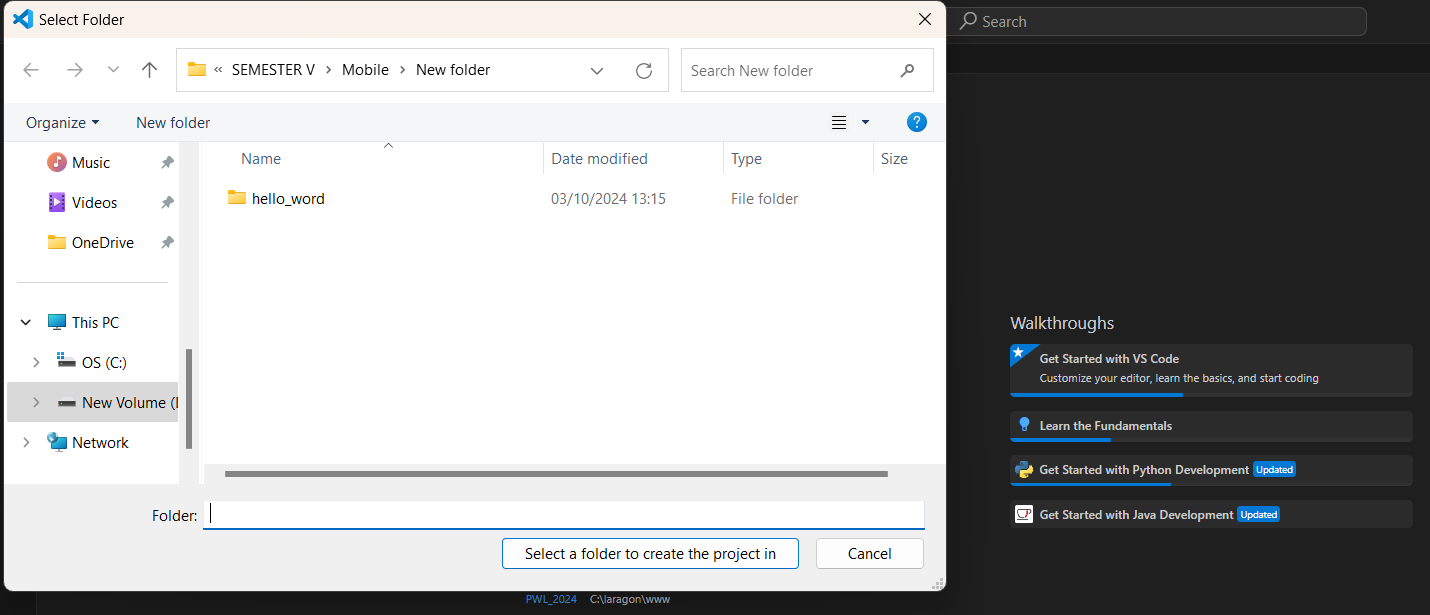 Select Folder
Search
« SEMESTER V > Mobile > New folder
Search New folder
Organize
New folder
?
Name
Date modified
Type
Size
Music
Videos
OneDrive
This PC
OS (C:)
New Volume (
Network
hello_word
03/10/2024 13:15
File folder
Folder:
Select a folder to create the project in
Cancel
Walkthroughs
Get Started with VS Code
Customize your editor, learn the basics, and start coding
Learn the Fundamentals
Get Started with Python Development Updated
Get Started with Java Development Updated
PWL_2024 C:\laragon\www